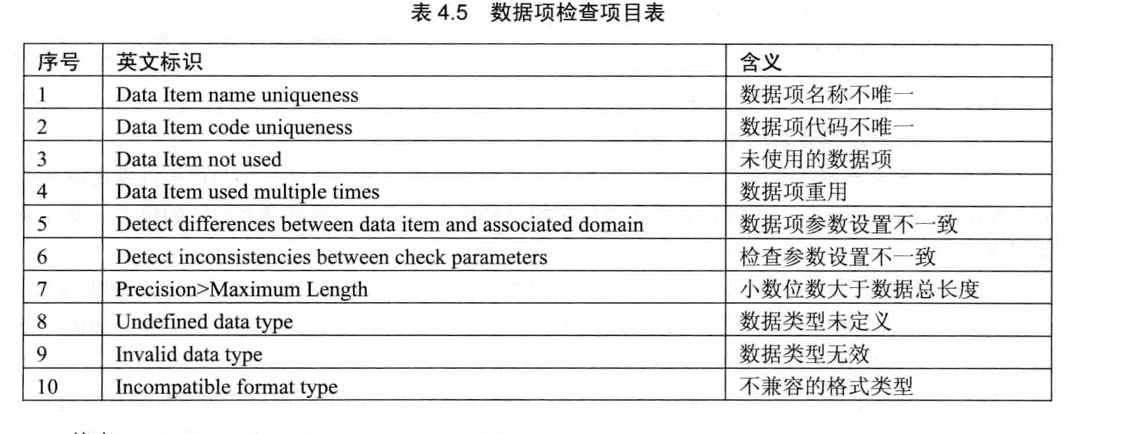 表 4.5 数据项检查项目表
序号 英文标识 含义
1 Data Item name uniqueness 数据项名称不唯一
2 Data Item code uniqueness 数据项代码不唯一
3 Data Item not used 未使用的数据项
4 Data Item used multiple times 数据项重用
5 Detect differences between data item and associated domain 数据项参数设置不一致
6 Detect inconsistencies between check parameters 检查参数设置不一致
7 Precision>Maximum Length 小数位数大于数据总长度
8 Undefined data type 数据类型未定义
9 Invalid data type 数据类型无效
10 Incompatible format type 不兼容的格式类型